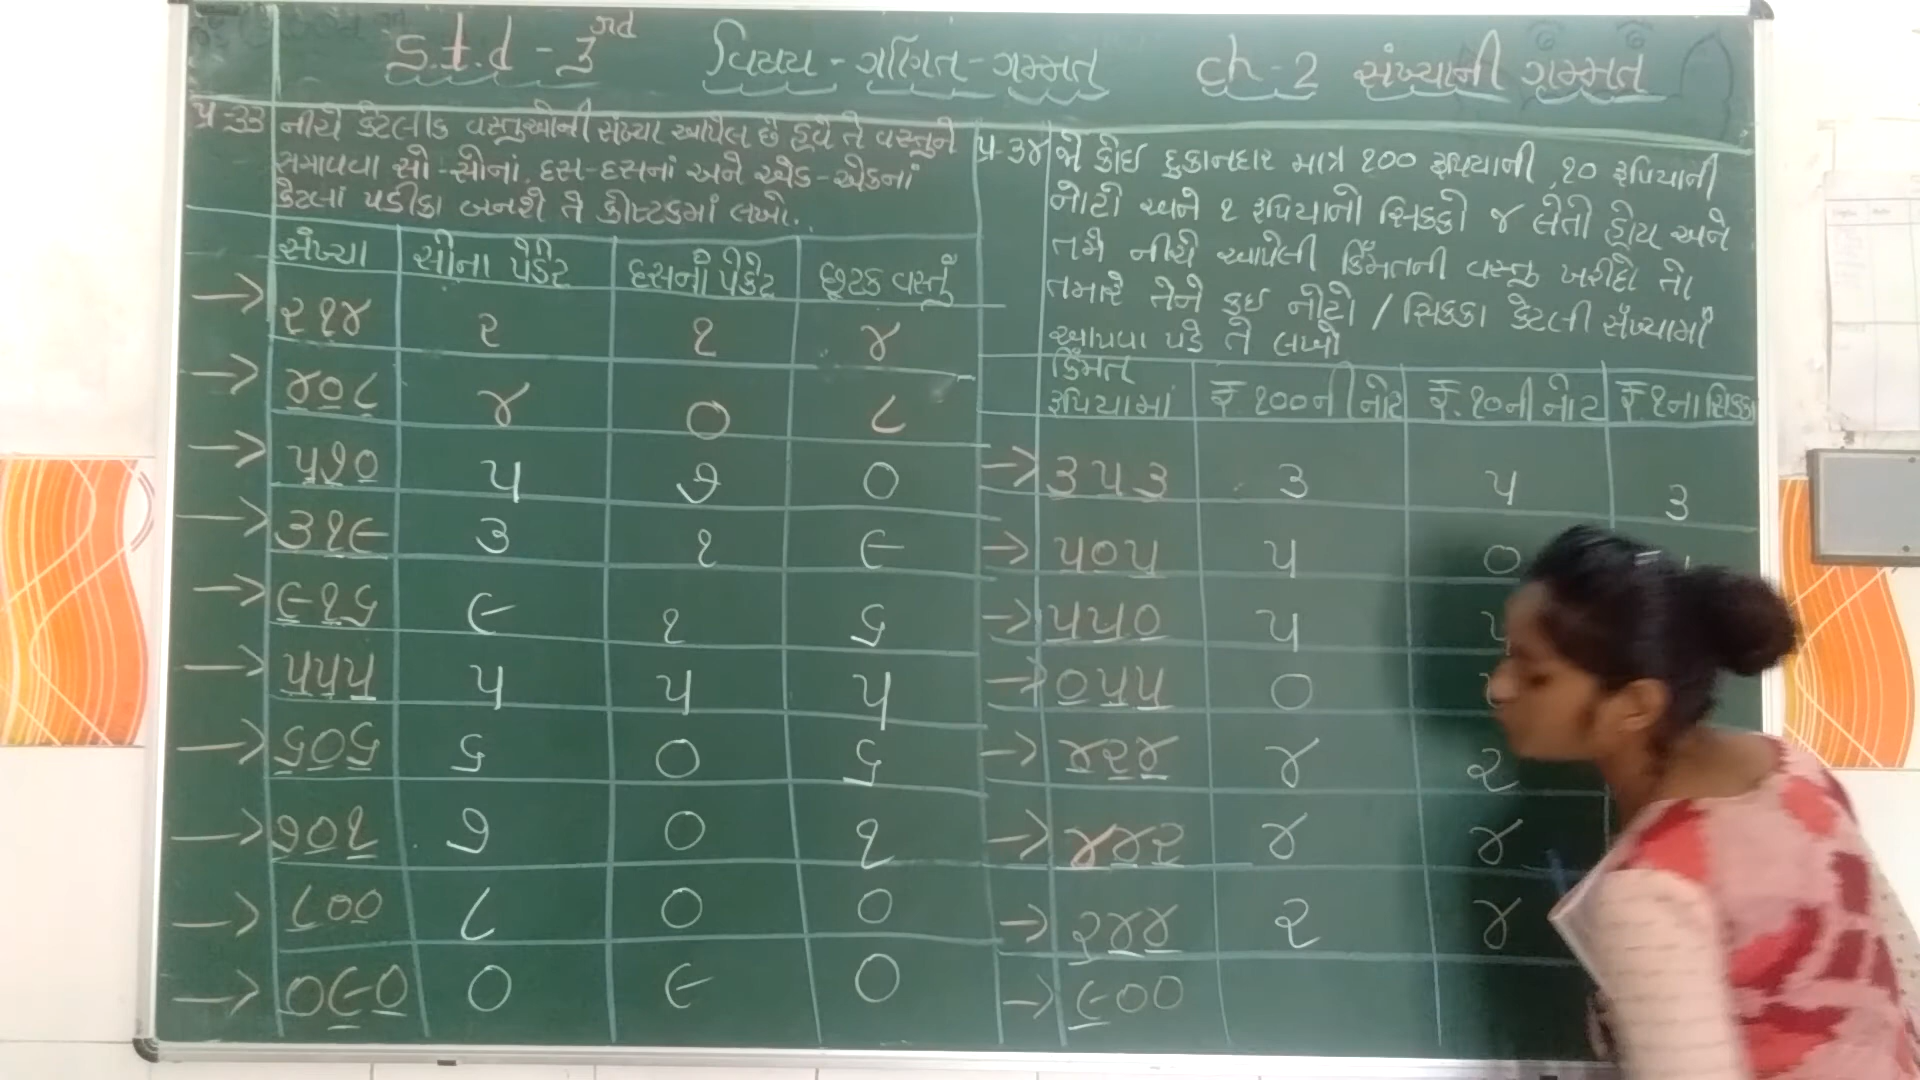 S.t.d - 3rd વિષય - ગણિત - ગમ્મત ch - 2 સંખ્યાની ગમ્મત
પ્ર-૩૩ નીચે કેટલીક વસ્તુઓની સંખ્યા આપેલ છે હવે તે વસ્તુને
સમાવવા સો-સોનાં, દસ-દસનાં અને એક-એકનાં
કેટલાં પડીકા બનશે તે કોષ્ટકમાં લખો.
સંખ્યા સોના પેકેટ દસનાં પેકેટ છૂટક વસ્તુ
→ ૨૧૪ ૨ ૧ ૪
→ ૪૦૮ ૪ ૦ ૮
→ ૫૭૦ ૫ ૭ ૦
→ ૩૧૯ ૩ ૧ ૯
→ ૯૧૬ ૯ ૧ ૬
→ ૫૫૫ ૫ ૫ ૫
→ ૬૦૬ ૬ ૦ ૬
→ ૭૦૧ ૭ ૦ ૧
→ ૮૦૦ ૮ ૦ ૦
→ ૦૯૦ ૦ ૯ ૦
પ્ર-૩૪ જો કોઈ દુકાનદાર માત્ર ૧૦૦ રૂપિયાની, ૧૦ રૂપિયાની
નોટો અને ૧ રૂપિયાનો સિક્કો જ લેતો હોય અને
તમે નીચે આપેલી કિંમતની વસ્તુ ખરીદો તો
તમારે તેને કુઈ નોટો / સિક્કા કેટલી સંખ્યામાં
આપવા પડે તે લખો
કિંમત
રૂપિયામાં ₹.૧૦૦ની નોટ ₹.૧૦ની નોટ ₹.૧ના સિક્કા
→ ૩૫૩ ૩ ૫ ૩
→ ૫૦૫ ૫ ૦
→ ૫૫૦ ૫
→ ૦૫૫ ૦
→ ૪૨૪ ૪ ૨
→ ૪૪૨ ૪ ૪
→ ૨૪૪ ૨ ૪
→ ૯૦૦